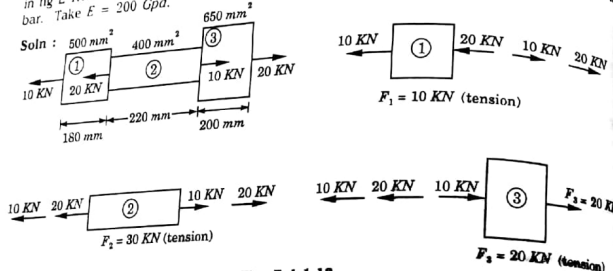 in fig
bar. Take E = 200 Gpd.
Soln : 500 mm² 400 mm² 650 mm²
① ② ③
10 KN 20 KN 10 KN 20 KN
180 mm 220 mm 200 mm
10 KN ① 20 KN 10 KN 20 KN
F₁ = 10 KN (tension)
10 KN 20 KN ② 10 KN 20 KN
F₂ = 30 KN (tension)
10 KN 20 KN 10 KN ③ F₃ = 20 K
F₃ = 20 KN (tension)